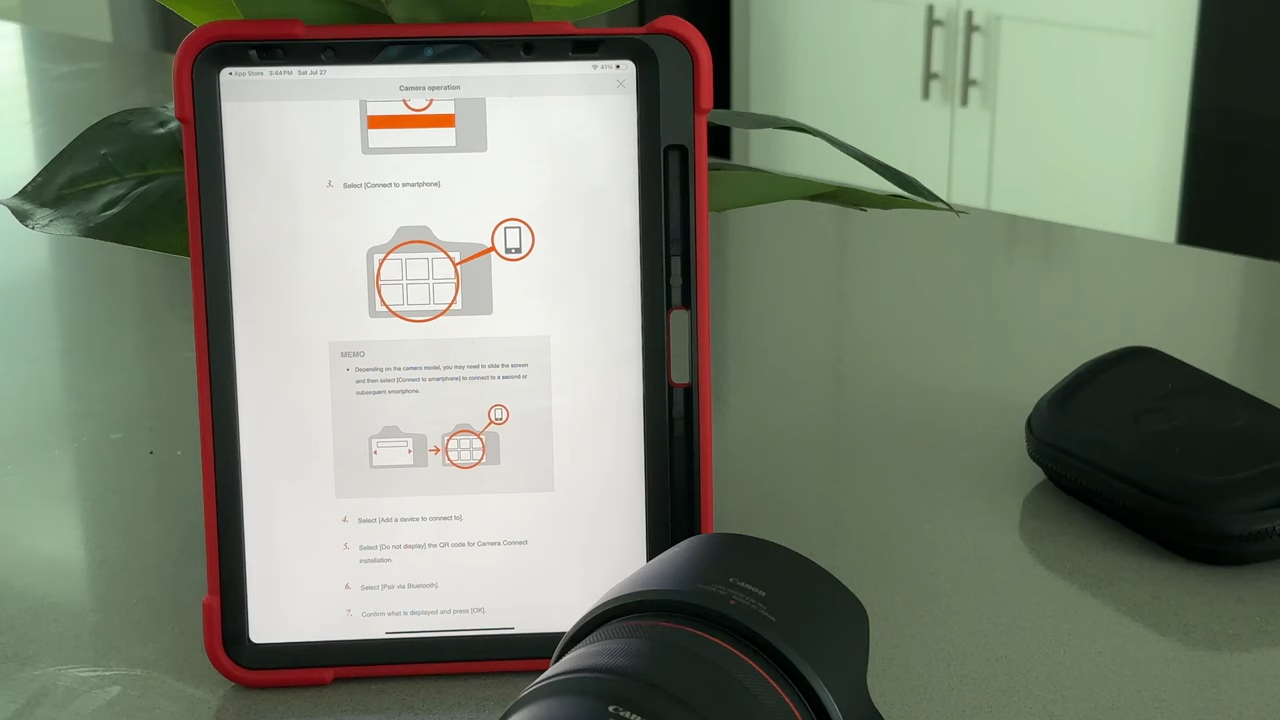 ◀ App Store 3:44 PM Sat Jul 27 41%
Camera operation
3. Select [Connect to smartphone].
MEMO
• Depending on the camera model, you may need to slide the screen
and then select [Connect to smartphone] to connect to a second or
subsequent smartphone.
4. Select [Add a device to connect to].
5. Select [Do not display] the QR code for Camera Connect
installation.
6. Select [Pair via Bluetooth].
7. Confirm what is displayed and press [OK].
Canon